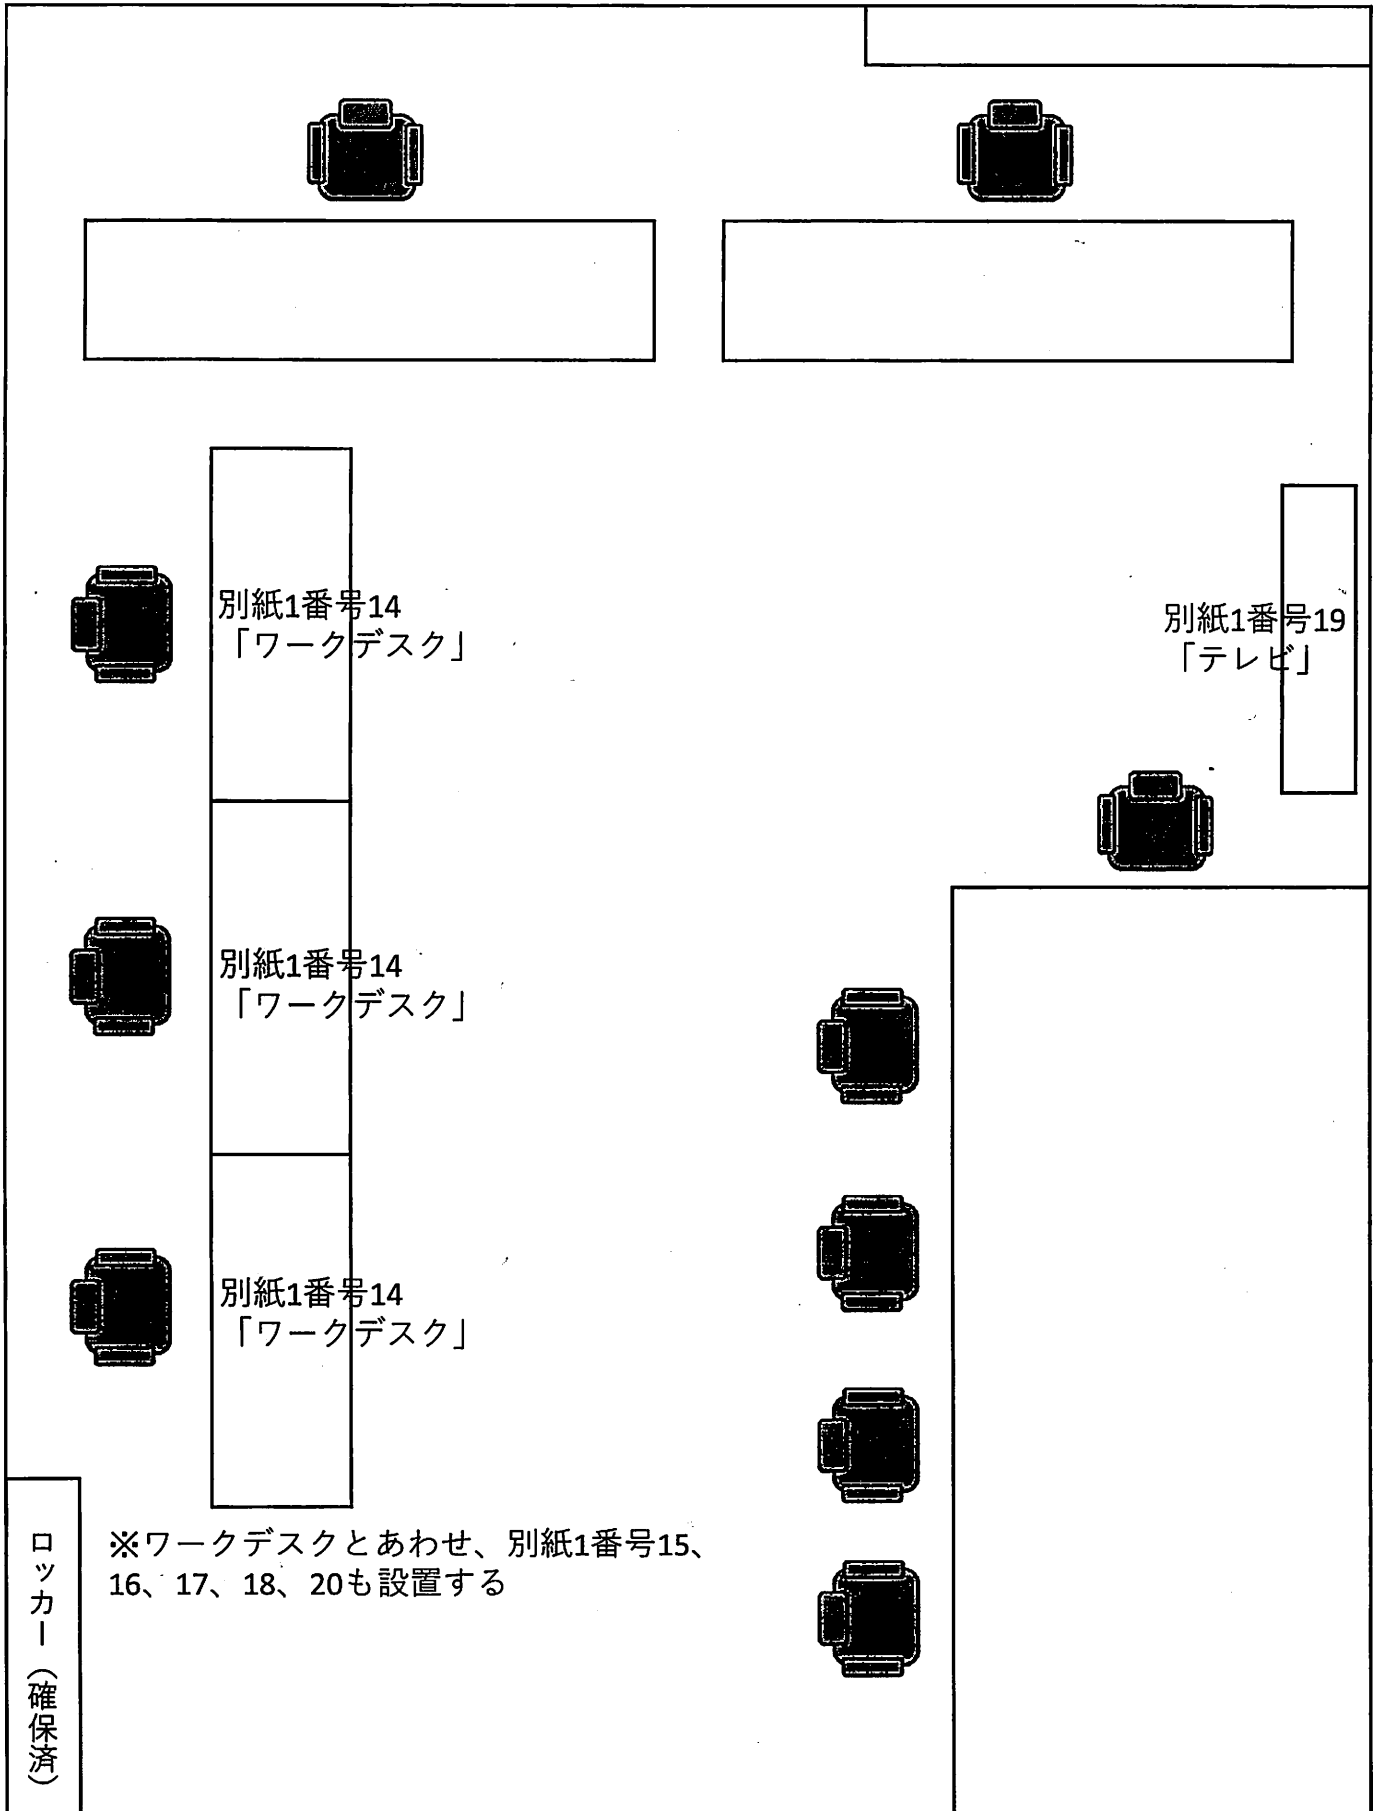 別紙1番号14
「ワークデスク」
別紙1番号19
「テレビ」
別紙1番号14
「ワークデスク」
別紙1番号14
「ワークデスク」
※ワークデスクとあわせ、別紙1番号15、
16、17、18、20も設置する
ロッカー（確保済）